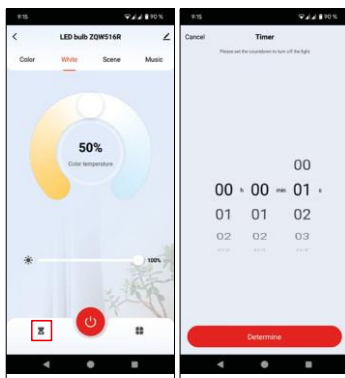 9:15 90 %
LED bulb ZQW516R
Color White Scene Music
50%
Color temperature
100%
9:15 90 %
Cancel Timer
Please set the countdown to turn off the light
00
00 h 00 min 01 s
01 01 02
02 02 03
Determine